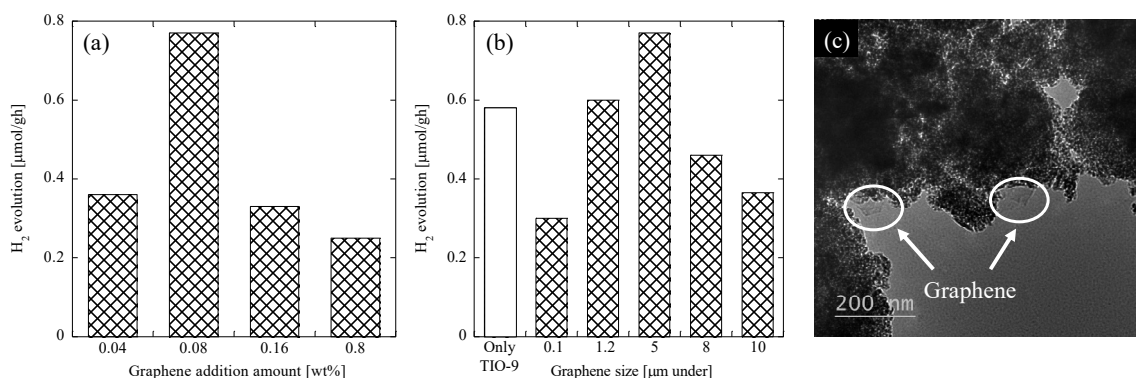 (a)
0.8
0.6
0.4
0.2
0
H₂ evolution [μmol/gh]
0.04 0.08 0.16 0.8
Graphene addition amount [wt%]
(b)
0.8
0.6
0.4
0.2
0
H₂ evolution [μmol/gh]
Only
TIO-9
0.1 1.2 5 8 10
Graphene size [μm under]
(c)
Graphene
200 nm